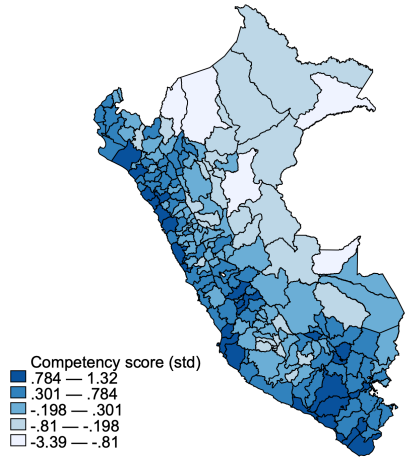 Competency score (std)
.784 — 1.32
.301 — .784
-.198 — .301
-.81 — -.198
-3.39 — -.81